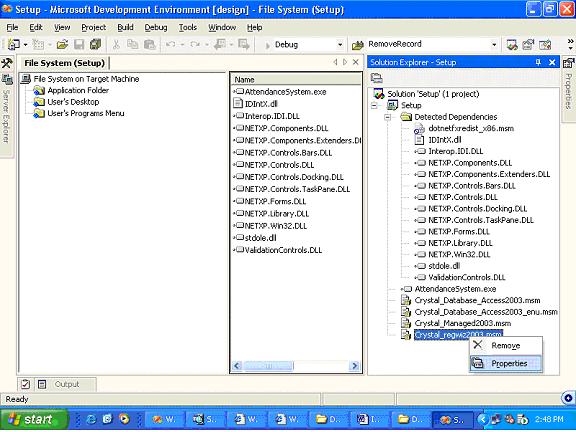 Setup - Microsoft Development Environment [design] - File System (Setup)
File Edit View Project Build Debug Tools Window Help
Debug
RemoveRecord
File System (Setup)
Server Explorer
File System on Target Machine
Application Folder
User's Desktop
User's Programs Menu
Name
AttendanceSystem.exe
IDIntX.dll
Interop.IDI.DLL
NETXP.Components.DLL
NETXP.Components.Extenders.Dl
NETXP.Controls.Bars.DLL
NETXP.Controls.DLL
NETXP.Controls.Docking.DLL
NETXP.Controls.TaskPane.DLL
NETXP.Forms.DLL
NETXP.Library.DLL
NETXP.Win32.DLL
stdole.dll
ValidationControls.DLL
Solution Explorer - Setup
Solution 'Setup' (1 project)
Setup
Detected Dependencies
dotnetfxredist_x86.msm
IDIntX.dll
Interop.IDI.DLL
NETXP.Components.DLL
NETXP.Components.Extenders.DLL
NETXP.Controls.Bars.DLL
NETXP.Controls.DLL
NETXP.Controls.Docking.DLL
NETXP.Controls.TaskPane.DLL
NETXP.Forms.DLL
NETXP.Library.DLL
NETXP.Win32.DLL
stdole.dll
ValidationControls.DLL
AttendanceSystem.exe
Crystal_Database_Access2003.msm
Crystal_Database_Access2003_enu.msm
Crystal_Managed2003.msm
Crystal_regwiz2003.msm
Remove
Properties
Properties
Output
Ready
start
W...
S...
E...
W...
E...
D...
I...
D...
S...
2:48 PM